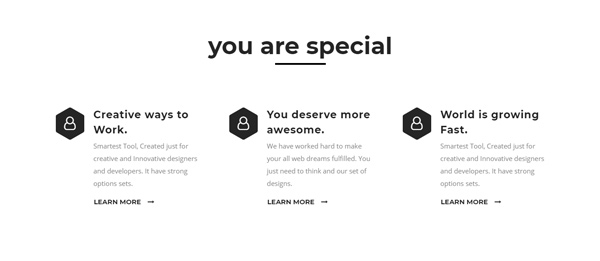 you are special
Creative ways to
Work.
Smartest Tool, Created just for
creative and Innovative designers
and developers. It have strong
options sets.
LEARN MORE
You deserve more
awesome.
We have worked hard to make
your all web dreams fulfilled. You
just need to think and our set of
designs.
LEARN MORE
World is growing
Fast.
Smartest Tool, Created just for
creative and Innovative designers
and developers. It have strong
options sets.
LEARN MORE